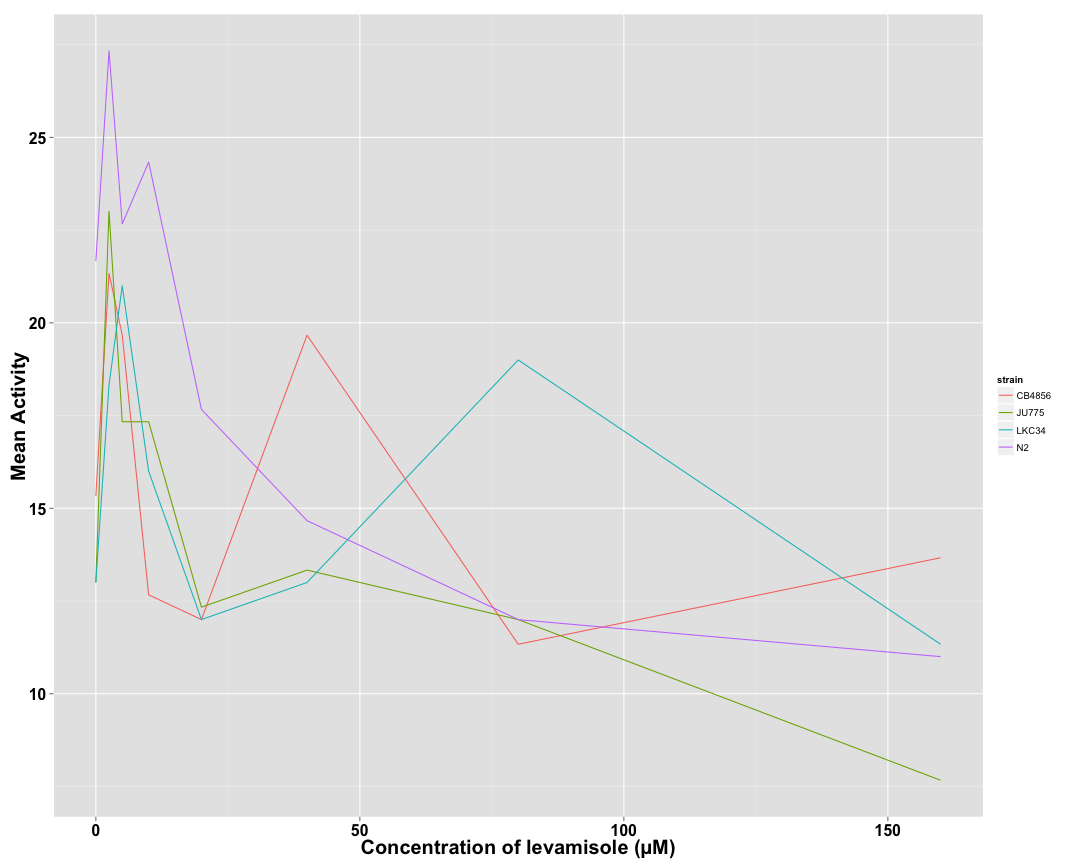 25
20
15
10
Mean Activity
0
50
100
150
Concentration of levamisole (µM)
strain
CB4856
JU775
LKC34
N2